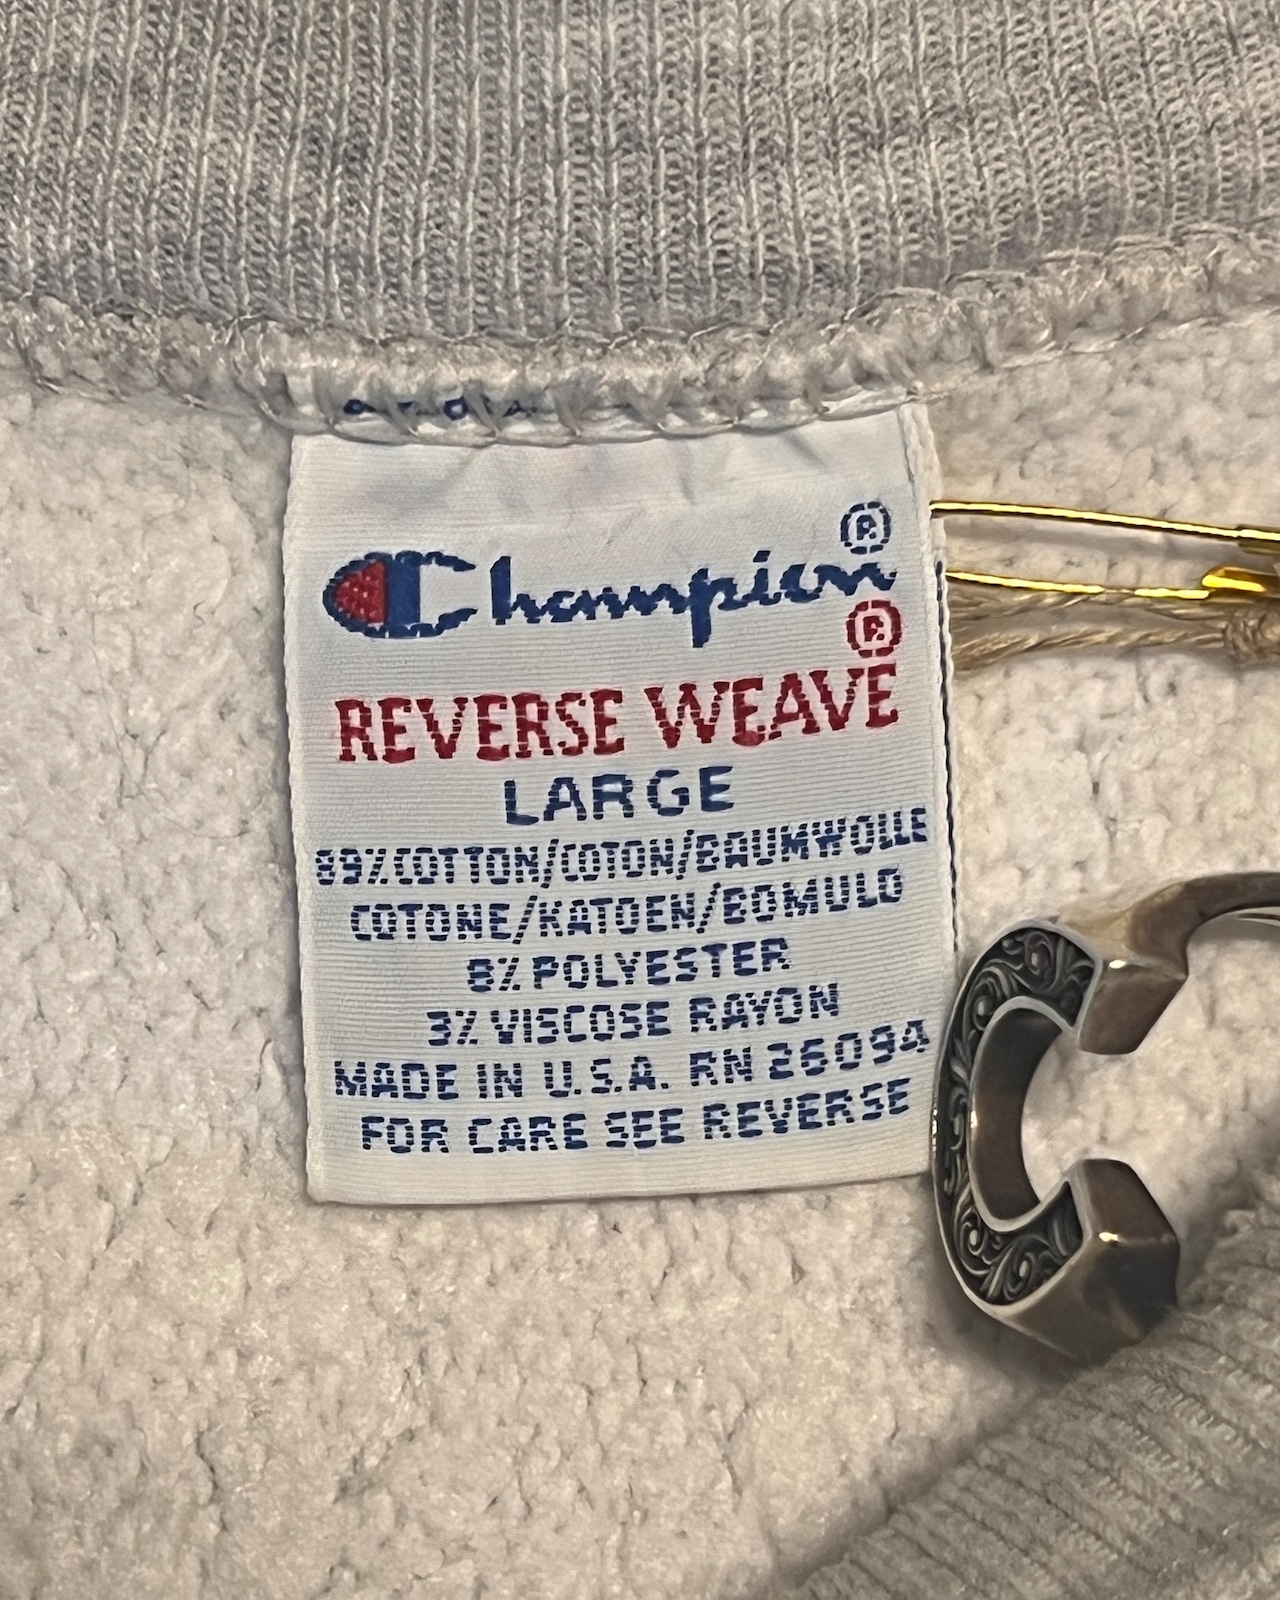 Champion®
®
REVERSE WEAVE
LARGE
89% COTTON/COTON/BAUMWOLLE
COTONE/KATOEN/BOMULD
8% POLYESTER
3% VISCOSE RAYON
MADE IN U.S.A. RN 26094
FOR CARE SEE REVERSE